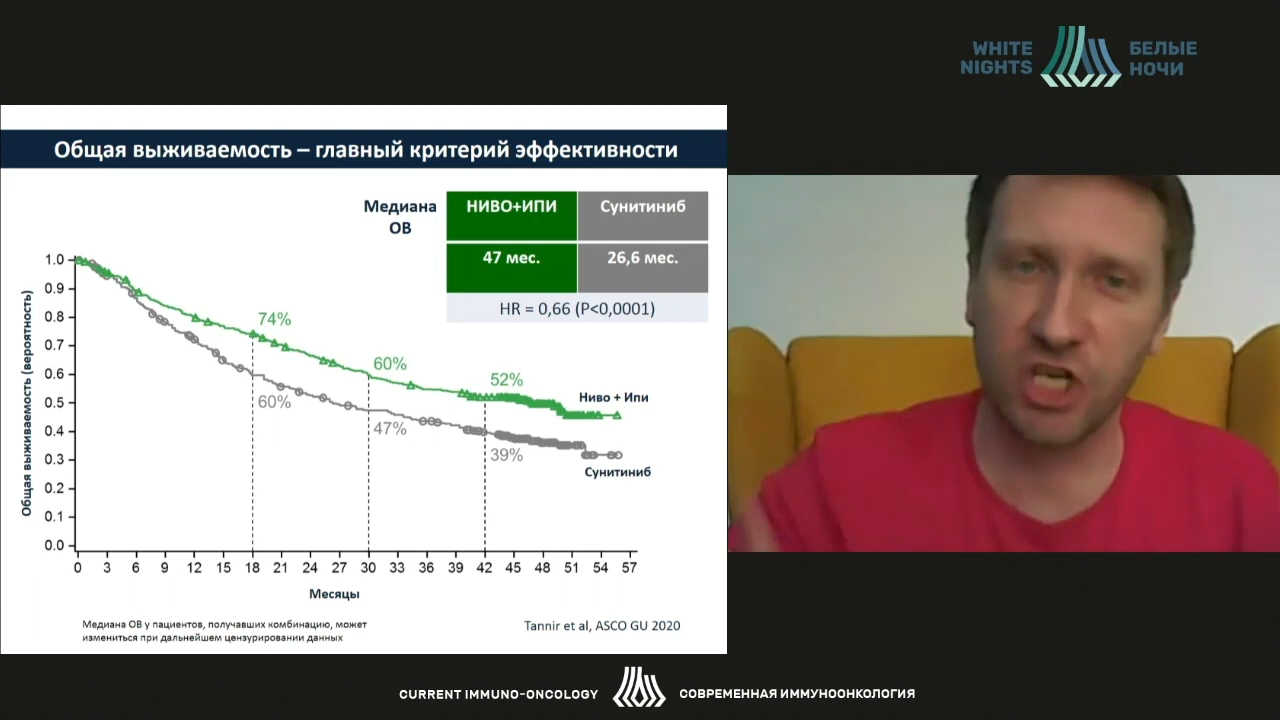 WHITE NIGHTS
БЕЛЫЕ НОЧИ
Общая выживаемость – главный критерий эффективности
Медиана ОВ
НИВО+ИПИ
Сунитиниб
47 мес.
26,6 мес.
HR = 0,66 (P<0,0001)
Общая выживаемость (вероятность)
1.0
0.9
0.8
0.7
0.6
0.5
0.4
0.3
0.2
0.1
0.0
74%
60%
52%
60%
47%
39%
Ниво + Ипи
Сунитиниб
0 3 6 9 12 15 18 21 24 27 30 33 36 39 42 45 48 51 54 57
Месяцы
Медиана ОВ у пациентов, получавших комбинацию, может
измениться при дальнейшем цензурировании данных
Tannir et al, ASCO GU 2020
CURRENT IMMUNO-ONCOLOGY
СОВРЕМЕННАЯ ИММУНООНКОЛОГИЯ